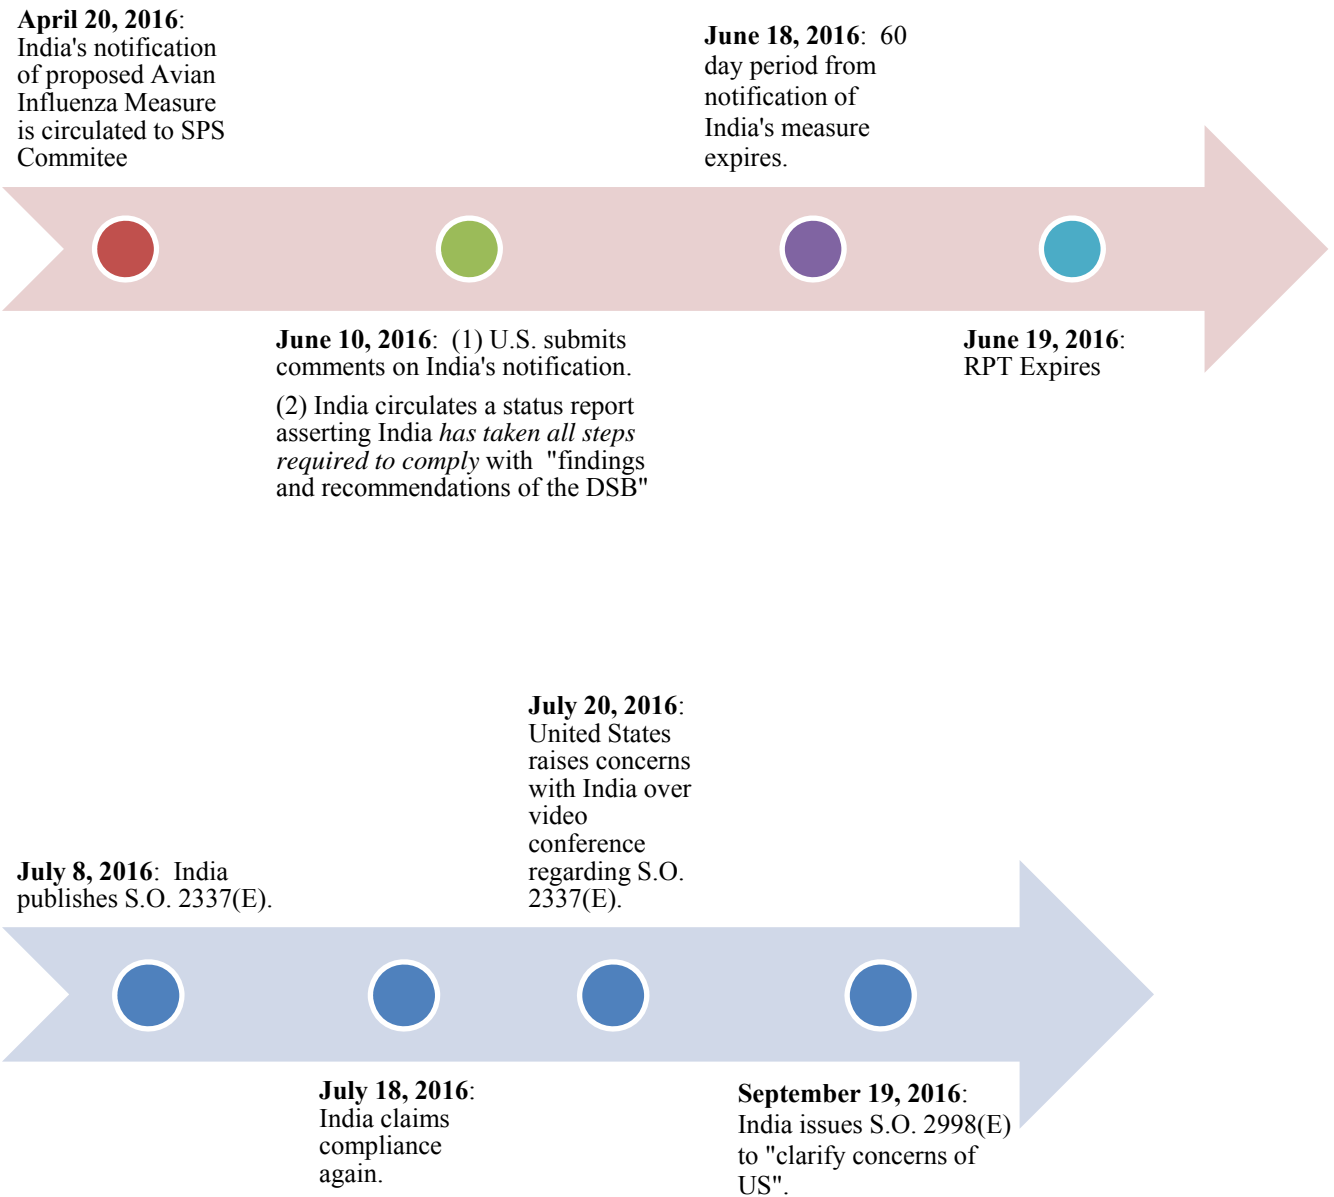 April 20, 2016:
India's notification
of proposed Avian
Influenza Measure
is circulated to SPS
Commitee
June 18, 2016:  60
day period from
notification of
India's measure
expires.
June 10, 2016:  (1) U.S. submits
comments on India's notification.
(2) India circulates a status report
asserting India has taken all steps
required to comply with  "findings
and recommendations of the DSB"
June 19, 2016:
RPT Expires
July 8, 2016:  India
publishes S.O. 2337(E).
July 20, 2016:
United States
raises concerns
with India over
video
conference
regarding S.O.
2337(E).
July 18, 2016:
India claims
compliance
again.
September 19, 2016:
India issues S.O. 2998(E)
to "clarify concerns of
US".